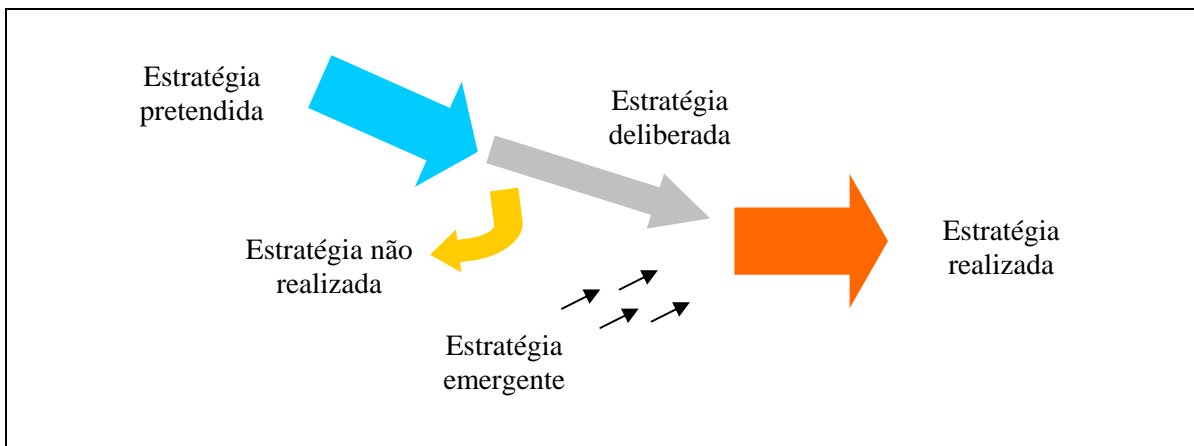 Estratégia
pretendida
Estratégia
deliberada
Estratégia não
realizada
Estratégia
realizada
Estratégia
emergente